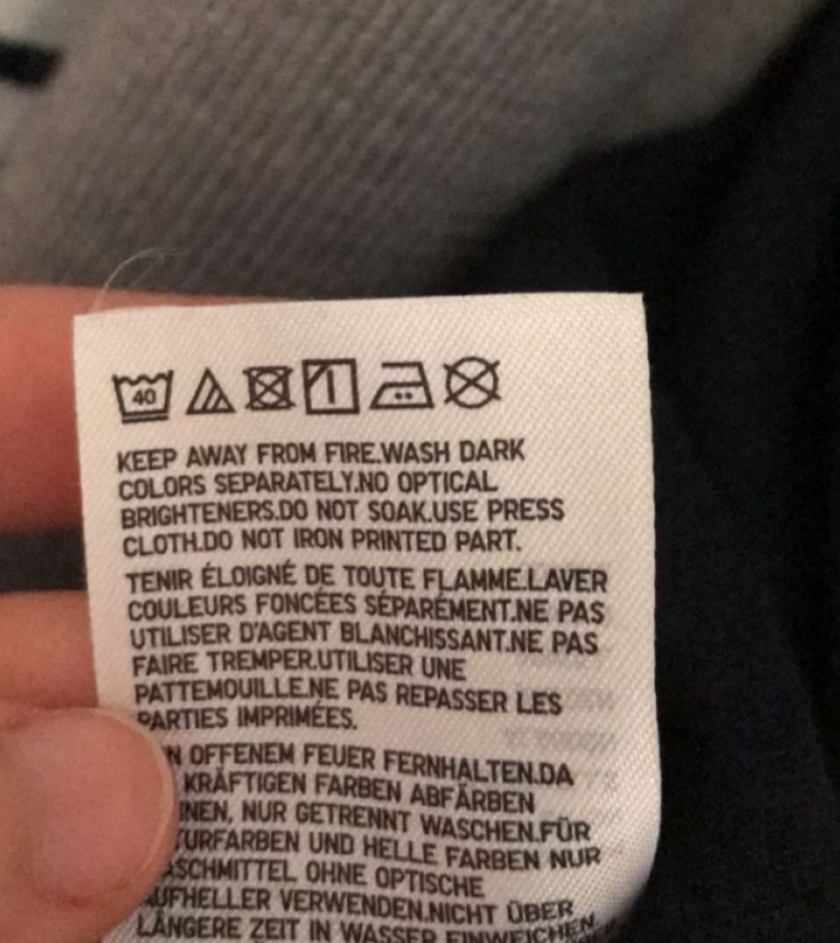 40
KEEP AWAY FROM FIRE.WASH DARK
COLORS SEPARATELY.NO OPTICAL
BRIGHTENERS.DO NOT SOAK.USE PRESS
CLOTH.DO NOT IRON PRINTED PART.
TENIR ÉLOIGNÉ DE TOUTE FLAMME.LAVER
COULEURS FONCÉES SÉPARÉMENT.NE PAS
UTILISER D'AGENT BLANCHISSANT.NE PAS
FAIRE TREMPER.UTILISER UNE
PATTEMOUILLE.NE PAS REPASSER LES
PARTIES IMPRIMÉES.
OFFENEM FEUER FERNHALTEN.DA
KRÄFTIGEN FARBEN ABFÄRBEN
NUR GETRENNT WASCHEN.FÜR
UND HELLE FARBEN NUR
OHNE OPTISCHE
VERWENDEN.NICHT ÜBER
LÄNGERE ZEIT IN WASSER EINWEICHEN